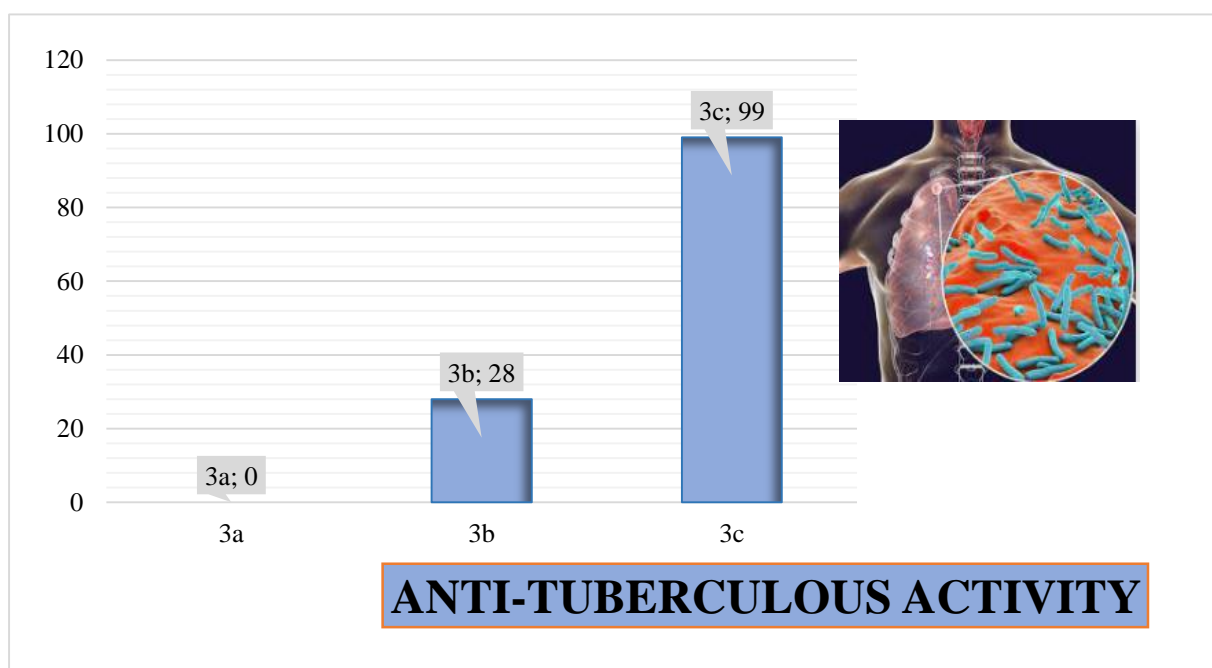 120
100
80
60
40
20
0
3a; 0
3b; 28
3c; 99
3a
3b
3c
ANTI-TUBERCULOUS ACTIVITY